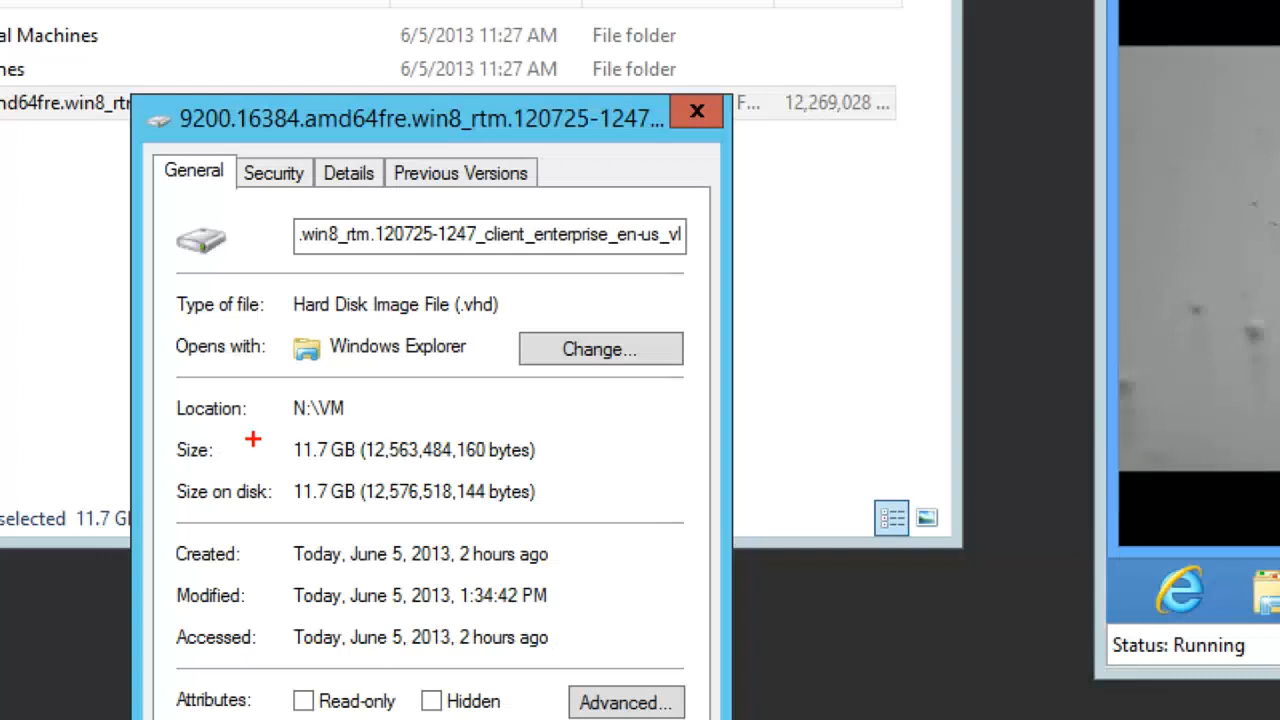 al Machines 6/5/2013 11:27 AM File folder
nes 6/5/2013 11:27 AM File folder
nd64fre.win8_rtr F... 12,269,028 ...
9200.16384.amd64fre.win8_rtm.120725-1247... x
General Security Details Previous Versions
.win8_rtm.120725-1247_client_enterprise_en-us_vl
Type of file: Hard Disk Image File (.vhd)
Opens with: Windows Explorer Change...
Location: N:\VM
Size: 11.7 GB (12,563,484,160 bytes)
Size on disk: 11.7 GB (12,576,518,144 bytes)
selected 11.7 G
Created: Today, June 5, 2013, 2 hours ago
Modified: Today, June 5, 2013, 1:34:42 PM
Accessed: Today, June 5, 2013, 2 hours ago
Status: Running
Attributes: Read-only Hidden Advanced...